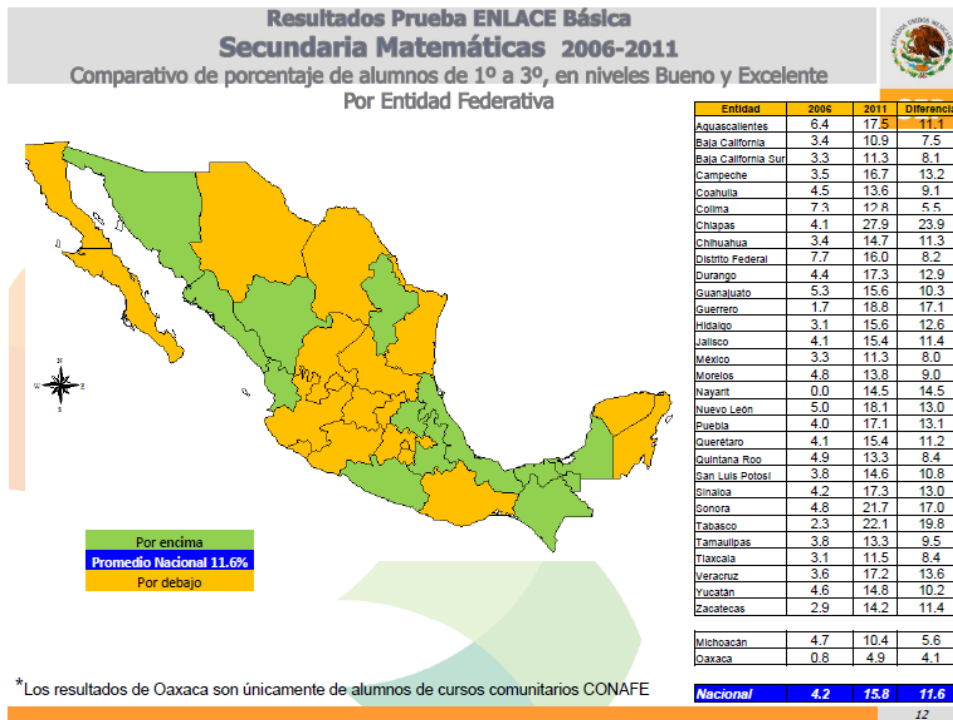 Resultados Prueba ENLACE Básica
Secundaria Matemáticas 2006-2011
Comparativo de porcentaje de alumnos de 1º a 3º, en niveles Bueno y Excelente
Por Entidad Federativa
ESTADOS UNIDOS MEXICANOS
Entidad 2006 2011 Diferencia
Aguascalientes 6.4 17.5 11.1
Baja California 3.4 10.9 7.5
Baja California Sur 3.3 11.3 8.1
Campeche 3.5 16.7 13.2
Coahuila 4.5 13.6 9.1
Colima 7.3 12.8 5.5
Chiapas 4.1 27.9 23.9
Chihuahua 3.4 14.7 11.3
Distrito Federal 7.7 16.0 8.2
Durango 4.4 17.3 12.9
Guanajuato 5.3 15.6 10.3
Guerrero 1.7 18.8 17.1
Hidalgo 3.1 15.6 12.6
Jalisco 4.1 15.4 11.4
México 3.3 11.3 8.0
Morelos 4.8 13.8 9.0
Nayarit 0.0 14.5 14.5
Nuevo León 5.0 18.1 13.0
Puebla 4.0 17.1 13.1
Querétaro 4.1 15.4 11.2
Quintana Roo 4.9 13.3 8.4
San Luis Potosí 3.8 14.6 10.8
Sinaloa 4.2 17.3 13.0
Sonora 4.8 21.7 17.0
Tabasco 2.3 22.1 19.8
Tamaulipas 3.8 13.3 9.5
Tlaxcala 3.1 11.5 8.4
Veracruz 3.6 17.2 13.6
Yucatán 4.6 14.8 10.2
Zacatecas 2.9 14.2 11.4
Michoacán 4.7 10.4 5.6
Oaxaca 0.8 4.9 4.1
Nacional 4.2 15.8 11.6
N
W E
S
Por encima
Promedio Nacional 11.6%
Por debajo
*Los resultados de Oaxaca son únicamente de alumnos de cursos comunitarios CONAFE
12